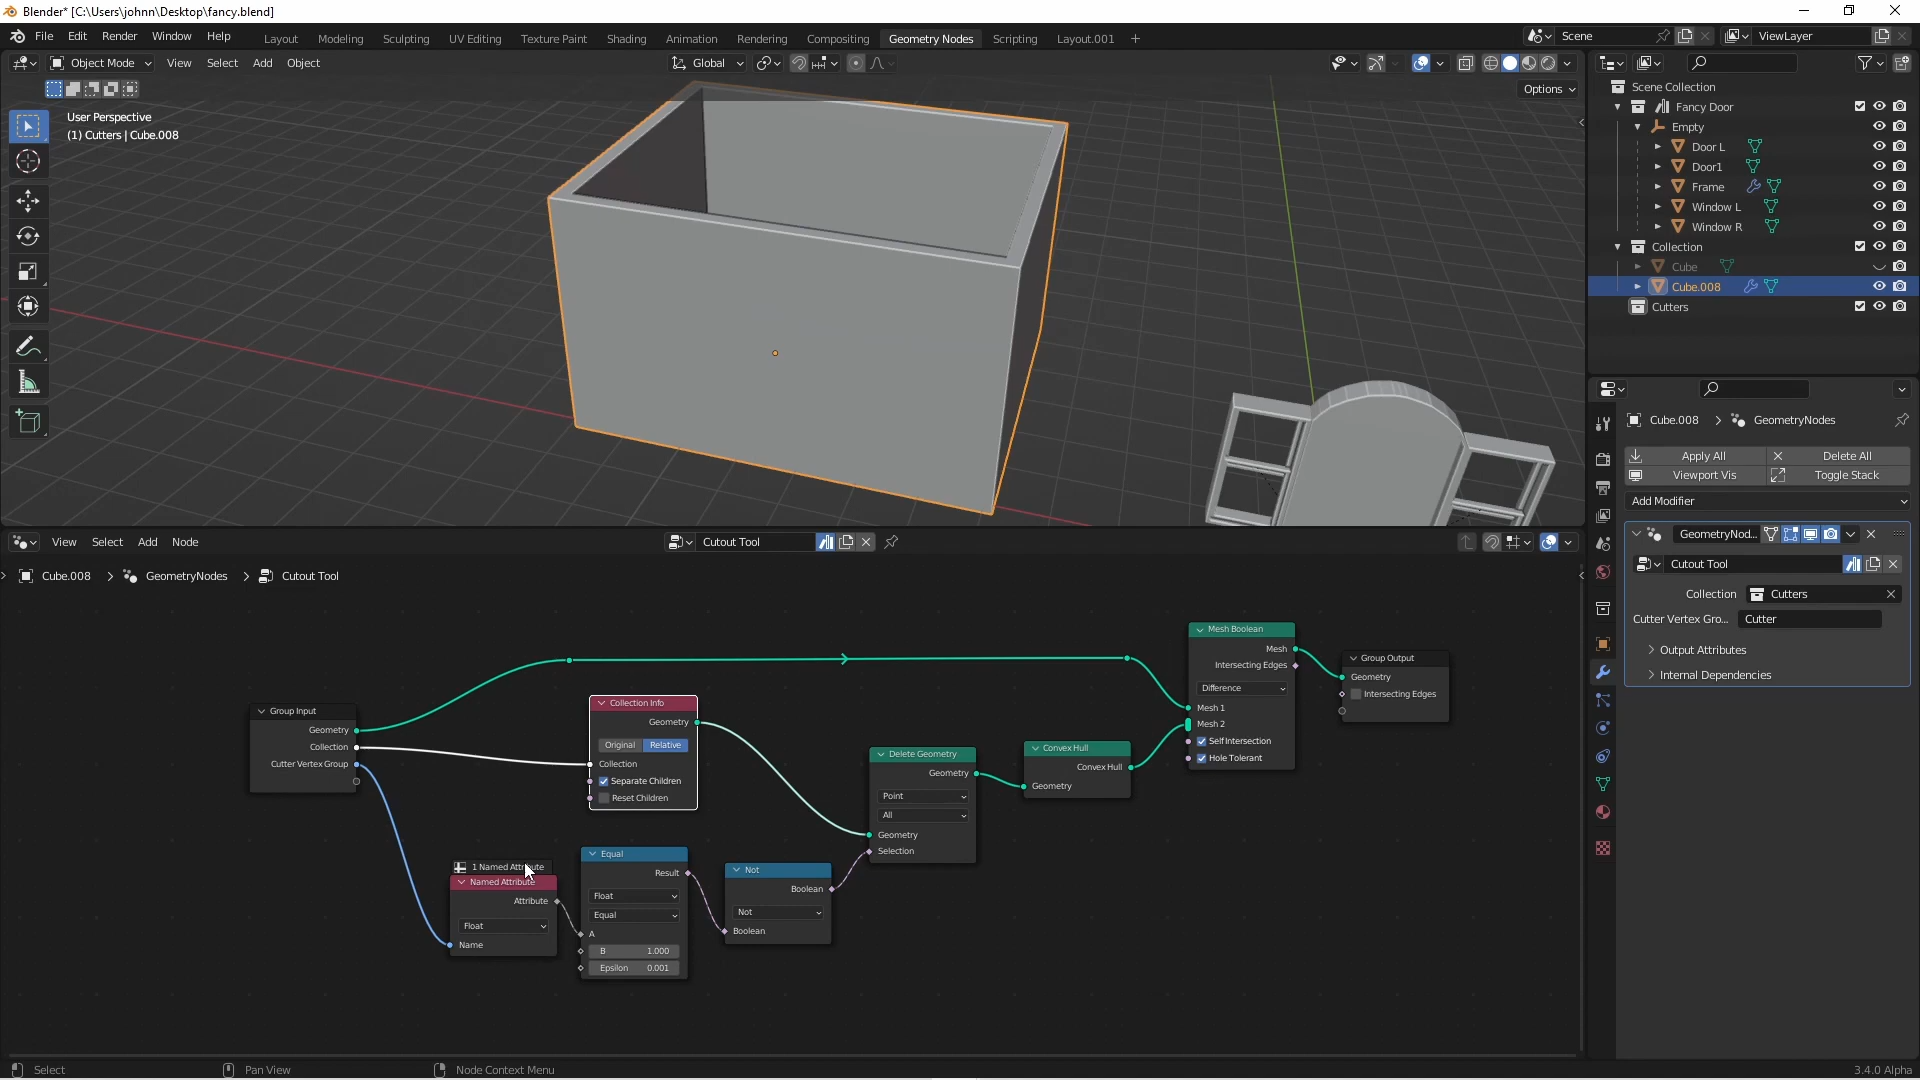 Blender* [C:\Users\johnn\Desktop\fancy.blend]
File Edit Render Window Help Layout Modeling Sculpting UV Editing Texture Paint Shading Animation Rendering Compositing Geometry Nodes Scripting Layout.001 + Scene ViewLayer
Object Mode View Select Add Object Global
Options
User Perspective
(1) Cutters | Cube.008
Scene Collection
Fancy Door
Empty
Door L
Door1
Frame
Window L
Window R
Collection
Cube
Cube.008
Cutters
Cube.008 > GeometryNodes
Apply All Delete All
Viewport Vis Toggle Stack
Add Modifier
GeometryNod...
Cutout Tool
Collection Cutters
Cutter Vertex Gro... Cutter
Output Attributes
Internal Dependencies
View Select Add Node Cutout Tool
Cube.008 > GeometryNodes > Cutout Tool
Group Input
Geometry
Collection
Cutter Vertex Group
Collection Info
Geometry
Original Relative
Collection
Separate Children
Reset Children
1 Named Attribute
Named Attribute
Attribute
Float
Name
Equal
Result
Float
Equal
A
B 1.000
Epsilon 0.001
Not
Boolean
Not
Boolean
Delete Geometry
Geometry
Point
All
Geometry
Selection
Convex Hull
Convex Hull
Geometry
Mesh Boolean
Mesh
Intersecting Edges
Difference
Mesh 1
Mesh 2
Self Intersection
Hole Tolerant
Group Output
Geometry
Intersecting Edges
Select Pan View Node Context Menu 3.4.0 Alpha